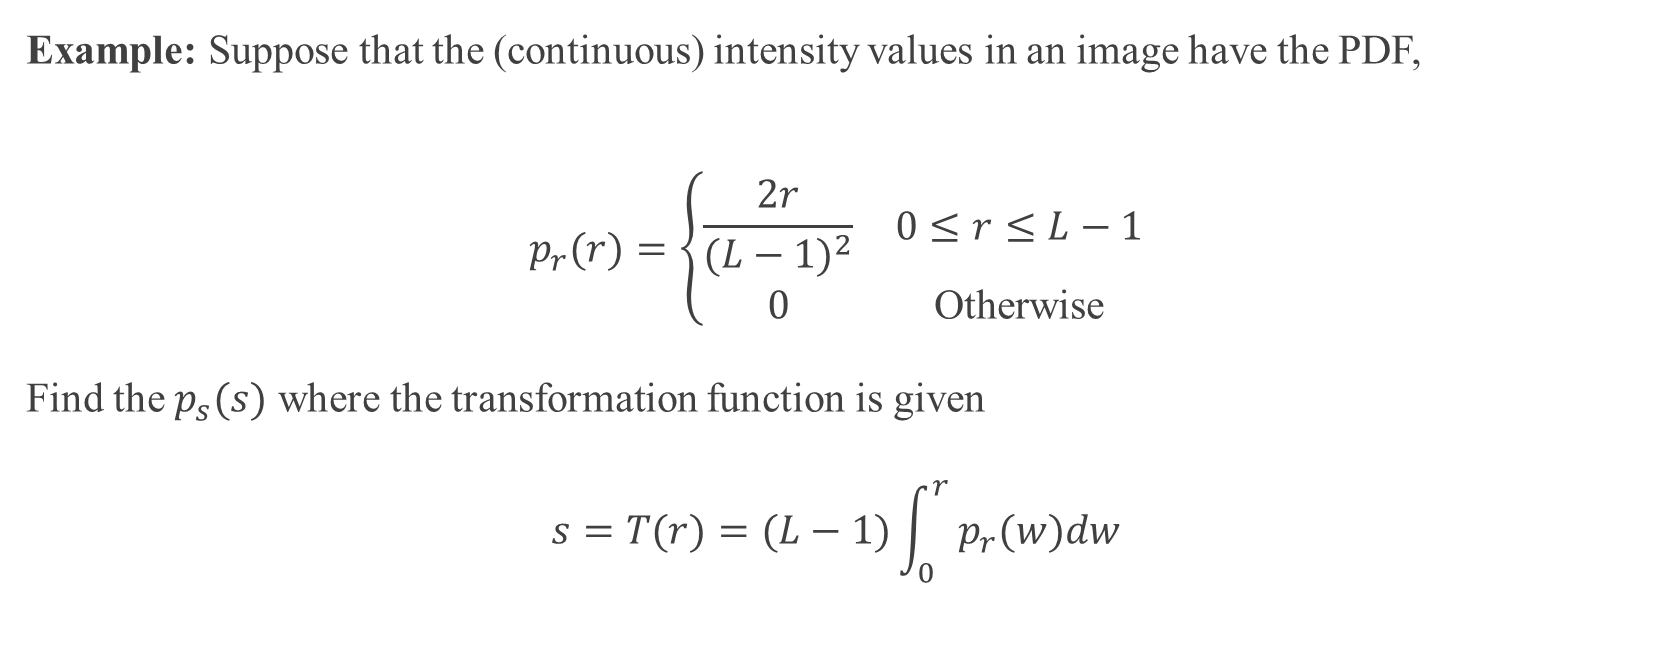 Example: Suppose that the (continuous) intensity values in an image have the PDF,
p_r(r) = { 2r / (L − 1)²   0 ≤ r ≤ L − 1
0   Otherwise
Find the p_s(s) where the transformation function is given
s = T(r) = (L − 1) ∫₀^r p_r(w)dw